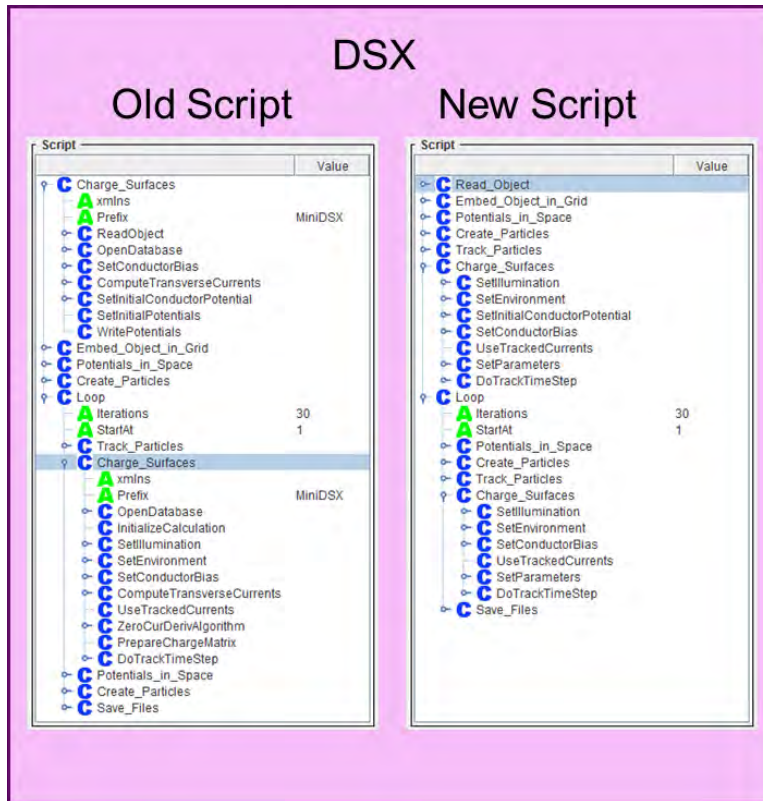 DSX
Old Script
New Script
Script
Value
C Charge_Surfaces
A xmlns
A Prefix MiniDSX
C ReadObject
C OpenDatabase
C SetConductorBias
C ComputeTransverseCurrents
C SetInitialConductorPotential
C SetInitialPotentials
C WritePotentials
C Embed_Object_in_Grid
C Potentials_in_Space
C Create_Particles
C Loop
A Iterations 30
A StartAt 1
C Track_Particles
C Charge_Surfaces
A xmlns
A Prefix MiniDSX
C OpenDatabase
C InitializeCalculation
C SetIllumination
C SetEnvironment
C SetConductorBias
C ComputeTransverseCurrents
C UseTrackedCurrents
C ZeroCurDerivAlgorithm
C PrepareChargeMatrix
C DoTrackTimeStep
C Potentials_in_Space
C Create_Particles
C Save_Files
Script
Value
C Read_Object
C Embed_Object_in_Grid
C Potentials_in_Space
C Create_Particles
C Track_Particles
C Charge_Surfaces
C SetIllumination
C SetEnvironment
C SetInitialConductorPotential
C SetConductorBias
C UseTrackedCurrents
C SetParameters
C DoTrackTimeStep
C Loop
A Iterations 30
A StartAt 1
C Potentials_in_Space
C Create_Particles
C Track_Particles
C Charge_Surfaces
C SetIllumination
C SetEnvironment
C SetConductorBias
C UseTrackedCurrents
C SetParameters
C DoTrackTimeStep
C Save_Files